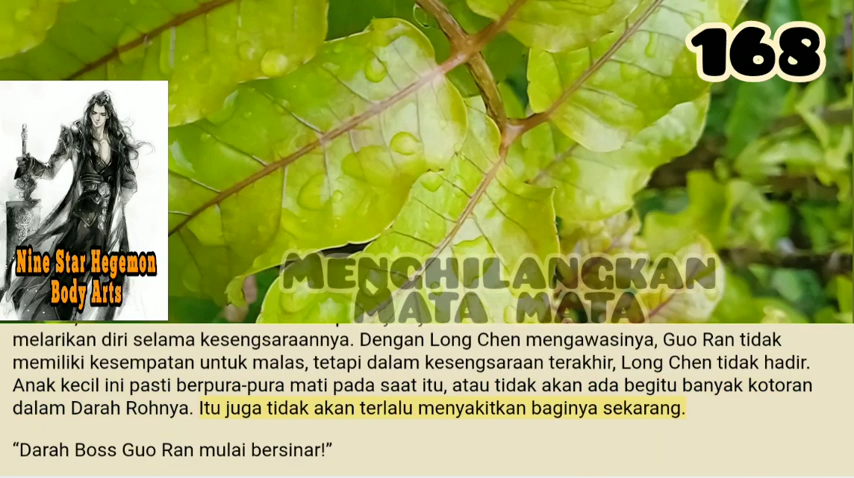 168
Nine Star Hegemon
Body Arts
MENGHILANGKAN
MATA MATA
melarikan diri selama kesengsaraannya. Dengan Long Chen mengawasinya, Guo Ran tidak
memiliki kesempatan untuk malas, tetapi dalam kesengsaraan terakhir, Long Chen tidak hadir.
Anak kecil ini pasti berpura-pura mati pada saat itu, atau tidak akan ada begitu banyak kotoran
dalam Darah Rohnya. Itu juga tidak akan terlalu menyakitkan baginya sekarang.
“Darah Boss Guo Ran mulai bersinar!”